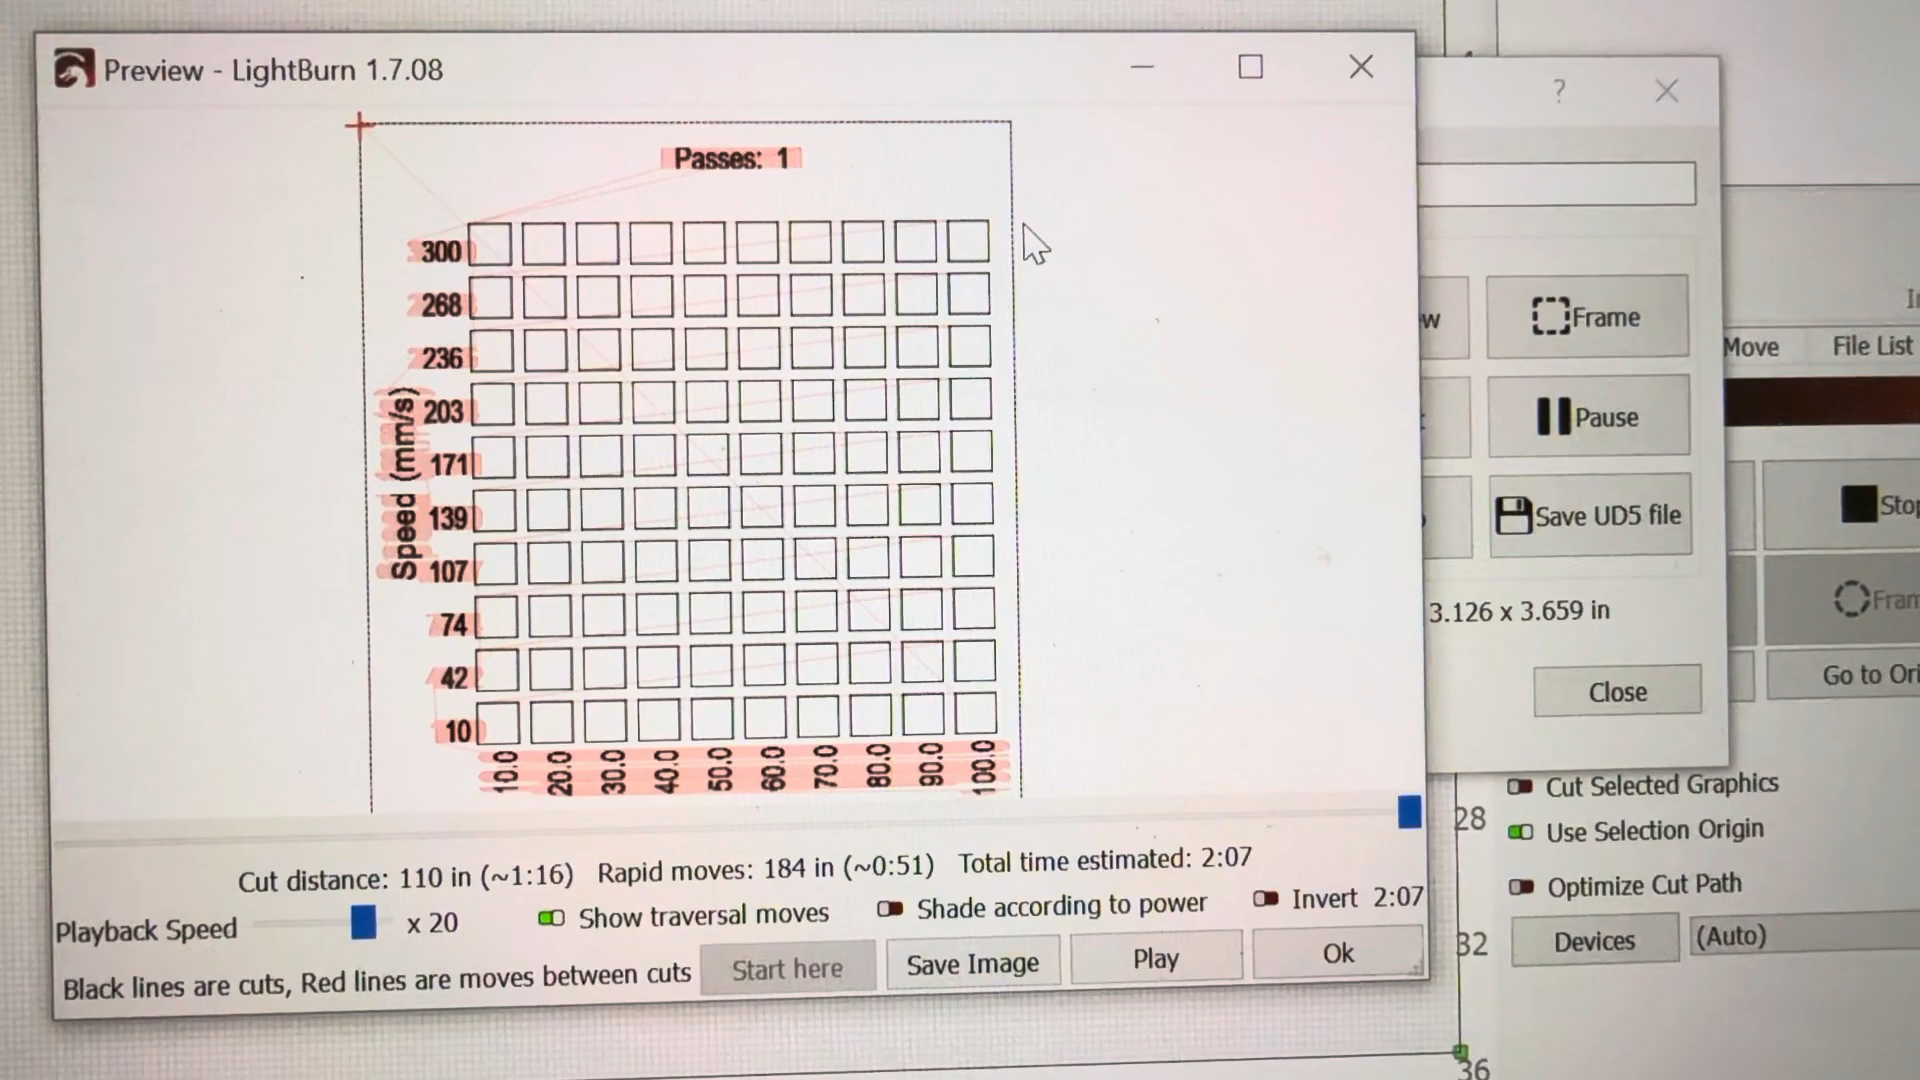 Preview - LightBurn 1.7.08
Passes: 1
300
268
236
203
171
139
107
74
42
10
Speed (mm/s)
10.0 20.0 30.0 40.0 50.0 60.0 70.0 80.0 90.0 100.0
Cut distance: 110 in (~1:16) Rapid moves: 184 in (~0:51) Total time estimated: 2:07
Playback Speed x 20 Show traversal moves Shade according to power Invert 2:07
Black lines are cuts, Red lines are moves between cuts Start here Save Image Play Ok
?
w
Frame
Pause
Save UD5 file
3.126 x 3.659 in
Close
Move File List
Stop
Fram
Go to Ori
Cut Selected Graphics
28
Use Selection Origin
Optimize Cut Path
32
Devices (Auto)
36